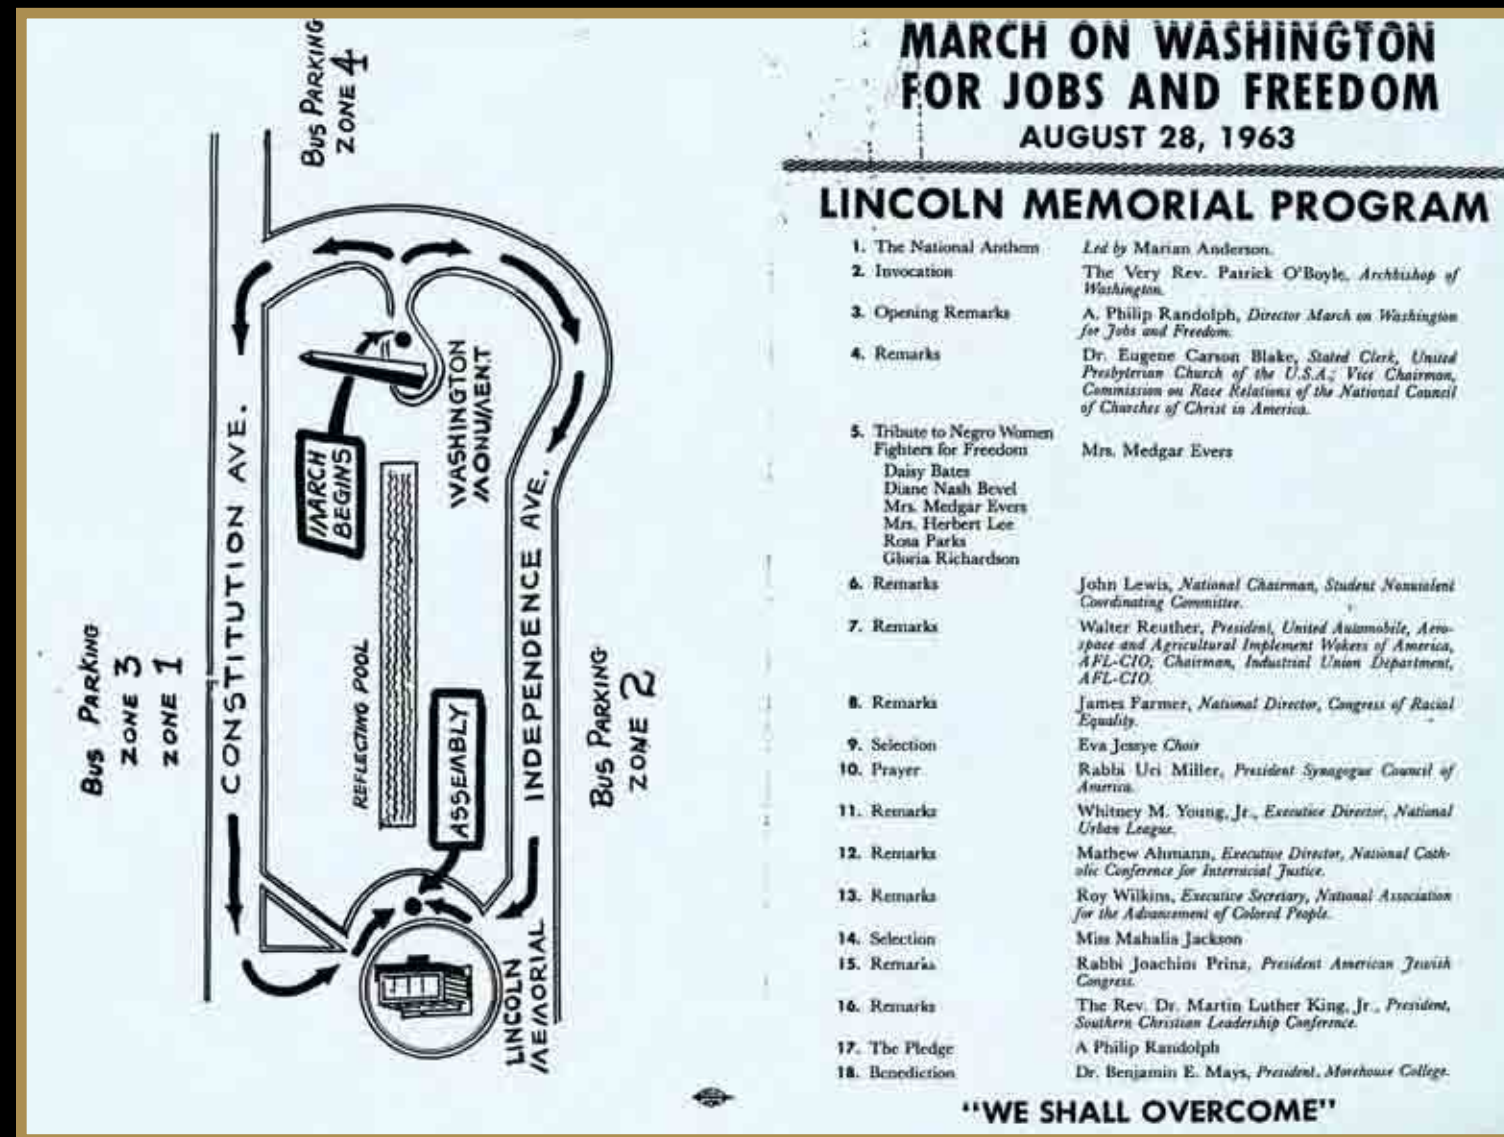 BUS PARKING
ZONE 4
CONSTITUTION AVE.
MARCH
BEGINS
WASHINGTON
MONUMENT
REFLECTING POOL
INDEPENDENCE AVE.
ASSEMBLY
LINCOLN
MEMORIAL
BUS PARKING
ZONE 3
ZONE 1
BUS PARKING
ZONE 2
MARCH ON WASHINGTON
FOR JOBS AND FREEDOM
AUGUST 28, 1963
LINCOLN MEMORIAL PROGRAM
1. The National Anthem Led by Marian Anderson.
2. Invocation The Very Rev. Patrick O'Boyle, Archbishop of
Washington.
3. Opening Remarks A. Philip Randolph, Director March on Washington
for Jobs and Freedom.
4. Remarks Dr. Eugene Carson Blake, Stated Clerk, United
Presbyterian Church of the U.S.A.; Vice Chairman,
Commission on Race Relations of the National Council
of Churches of Christ in America.
5. Tribute to Negro Women
Fighters for Freedom Mrs. Medgar Evers
Daisy Bates
Diane Nash Bevel
Mrs. Medgar Evers
Mrs. Herbert Lee
Rosa Parks
Gloria Richardson
6. Remarks John Lewis, National Chairman, Student Nonviolent
Coordinating Committee.
7. Remarks Walter Reuther, President, United Automobile, Aero-
space and Agricultural Implement Wokers of America,
AFL-CIO; Chairman, Industrial Union Department,
AFL-CIO.
8. Remarks James Farmer, National Director, Congress of Racial
Equality.
9. Selection Eva Jessye Choir
10. Prayer Rabbi Uri Miller, President Synagogue Council of
America.
11. Remarks Whitney M. Young, Jr., Executive Director, National
Urban League.
12. Remarks Mathew Ahmann, Executive Director, National Cath-
olic Conference for Interracial Justice.
13. Remarks Roy Wilkins, Executive Secretary, National Association
for the Advancement of Colored People.
14. Selection Miss Mahalia Jackson
15. Remarks Rabbi Joachim Prinz, President American Jewish
Congress.
16. Remarks The Rev. Dr. Martin Luther King, Jr., President,
Southern Christian Leadership Conference.
17. The Pledge A Philip Randolph
18. Benediction Dr. Benjamin E. Mays, President, Morehouse College.
"WE SHALL OVERCOME"